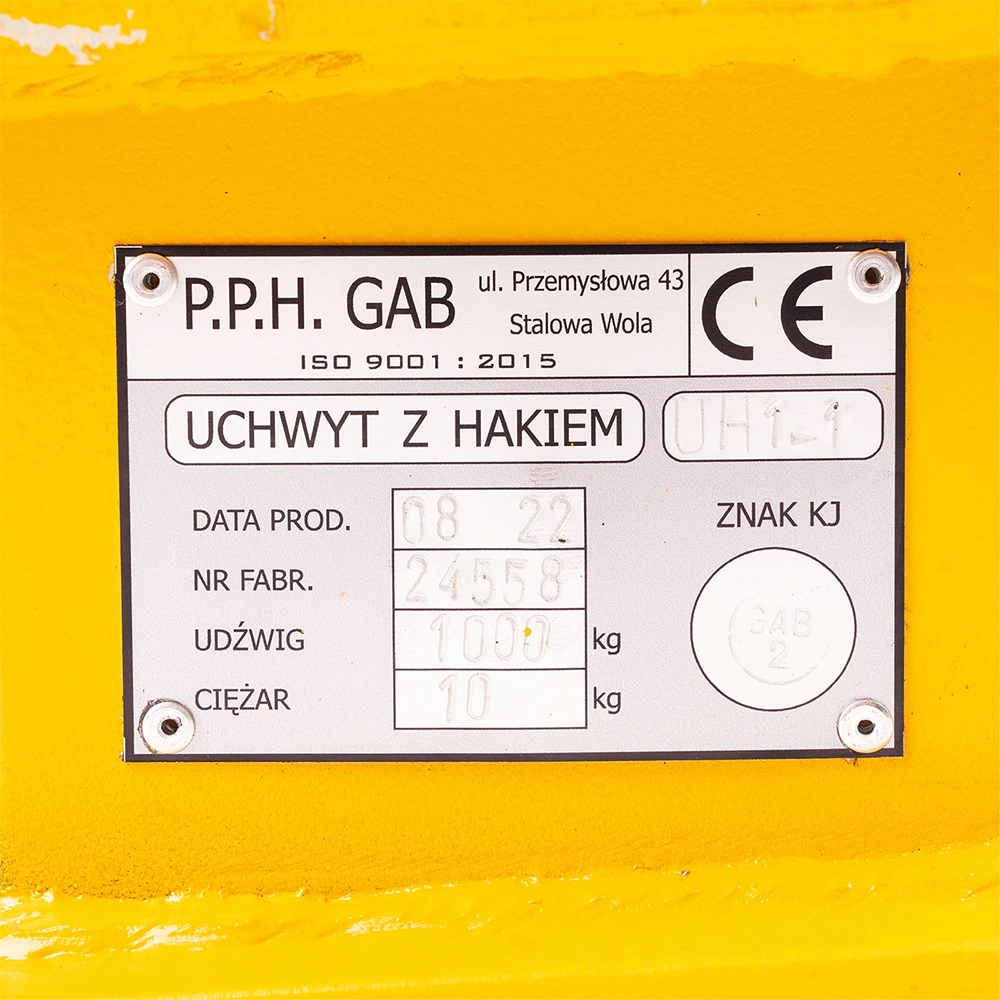 P.P.H. GAB
ul. Przemysłowa 43
Stalowa Wola
ISO 9001 : 2015
CE
UCHWYT Z HAKIEM
UH1-1
DATA PROD. 08 22
ZNAK KJ
NR FABR. 24558
UDŹWIG 1000 kg
GAB
2
CIĘŻAR 10 kg